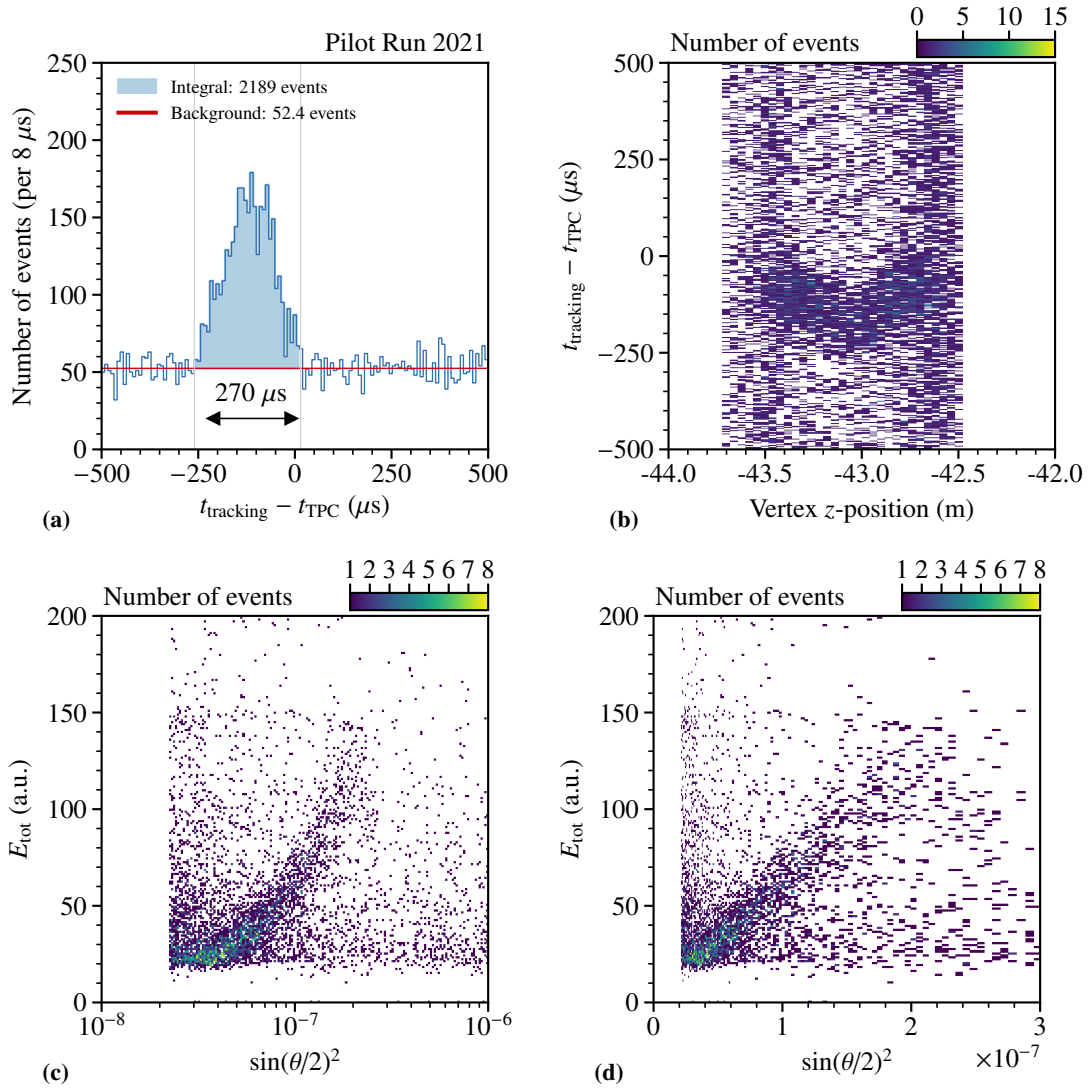 Pilot Run 2021
250
200
150
100
50
0
Number of events (per 8 μs)
Integral: 2189 events
Background: 52.4 events
270 μs
−500 −250 0 250 500
t_tracking − t_TPC (μs)
(a)
0 5 10 15
Number of events
500
250
0
−250
−500
t_tracking − t_TPC (μs)
-44.0 -43.5 -43.0 -42.5 -42.0
Vertex z-position (m)
(b)
1 2 3 4 5 6 7 8
Number of events
200
150
100
50
0
E_tot (a.u.)
10⁻⁸ 10⁻⁷ 10⁻⁶
sin(θ/2)²
(c)
1 2 3 4 5 6 7 8
Number of events
200
150
100
50
0
E_tot (a.u.)
0 1 2 3
sin(θ/2)² ×10⁻⁷
(d)